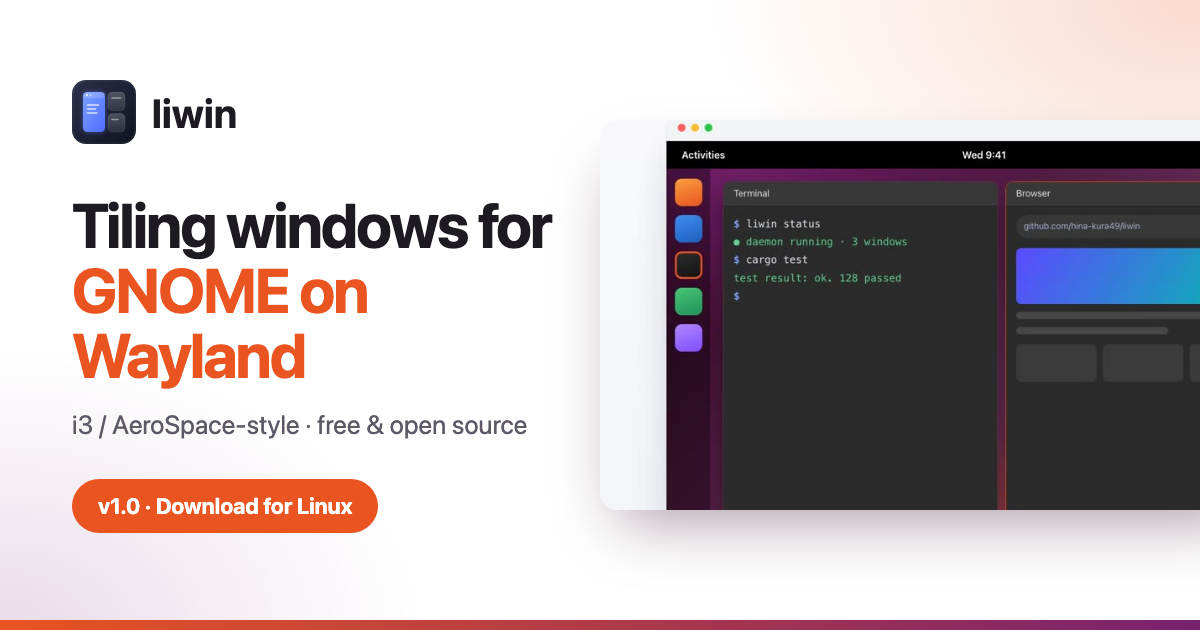 liwin
Tiling windows for
GNOME on
Wayland
i3 / AeroSpace-style · free & open source
v1.0 · Download for Linux
Activities
Wed 9:41
Terminal
$ liwin status
● daemon running · 3 windows
$ cargo test
test result: ok. 128 passed
$
Browser
github.com/hina-kura49/liwin